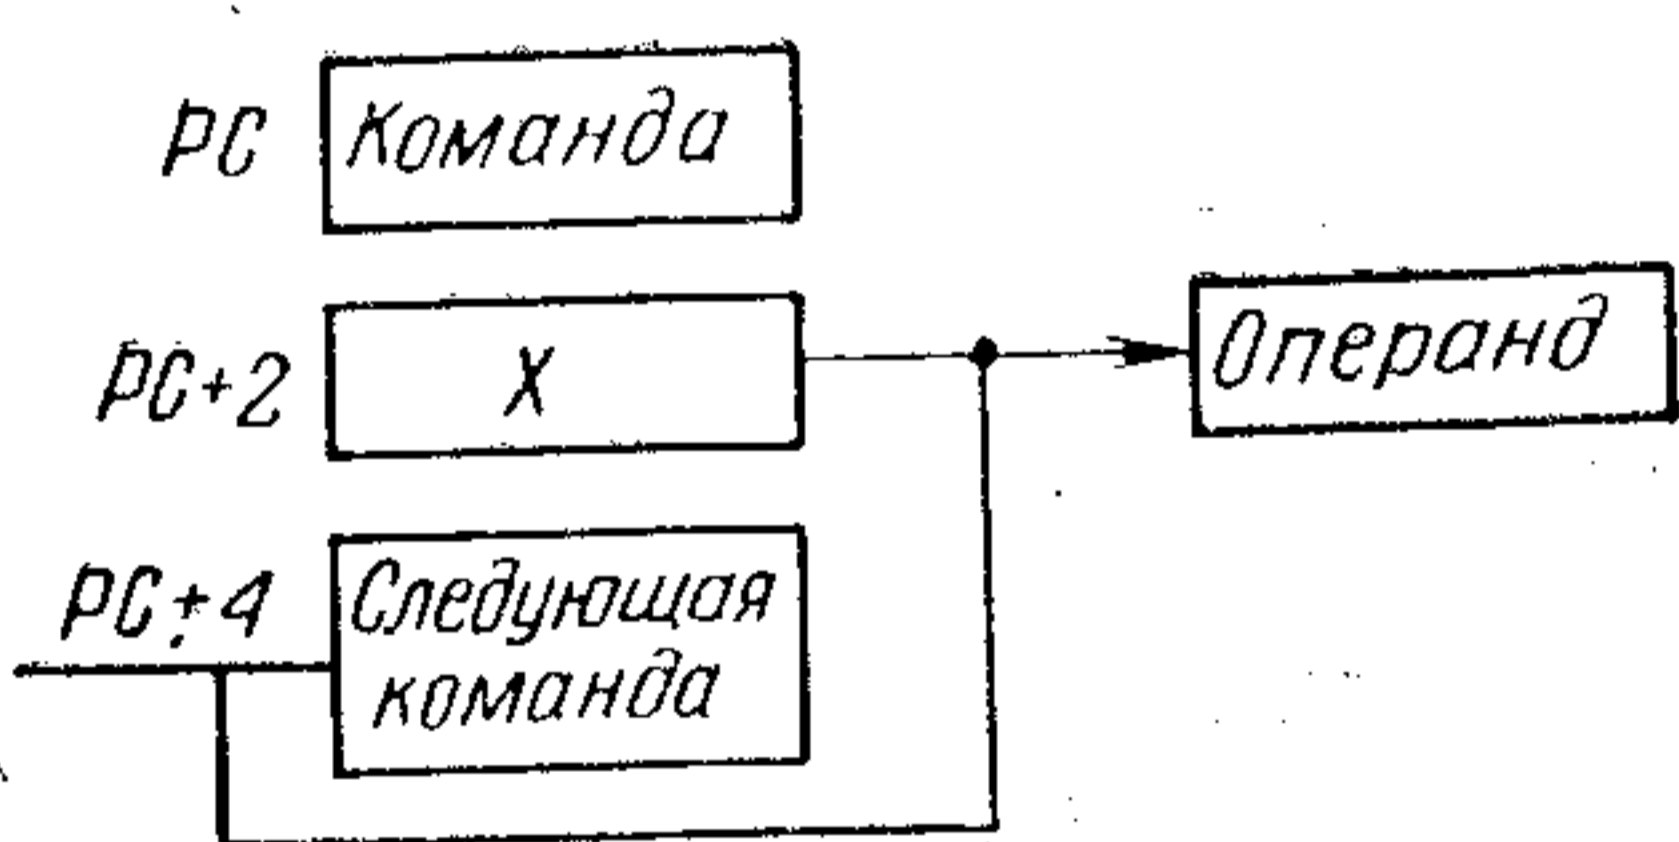 PC
Команда
PC+2
X
Операнд
PC+4
Следующая
команда